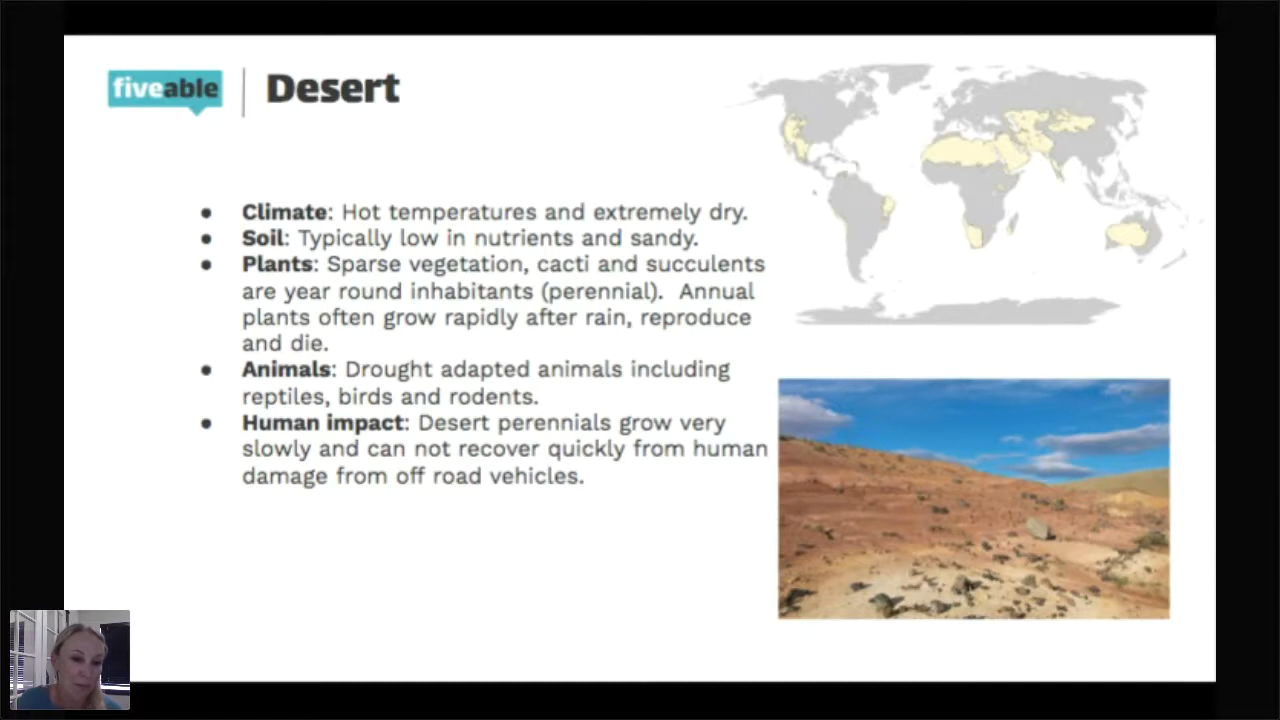 fiveable
Desert
● Climate: Hot temperatures and extremely dry.
● Soil: Typically low in nutrients and sandy.
● Plants: Sparse vegetation, cacti and succulents
are year round inhabitants (perennial). Annual
plants often grow rapidly after rain, reproduce
and die.
● Animals: Drought adapted animals including
reptiles, birds and rodents.
● Human impact: Desert perennials grow very
slowly and can not recover quickly from human
damage from off road vehicles.